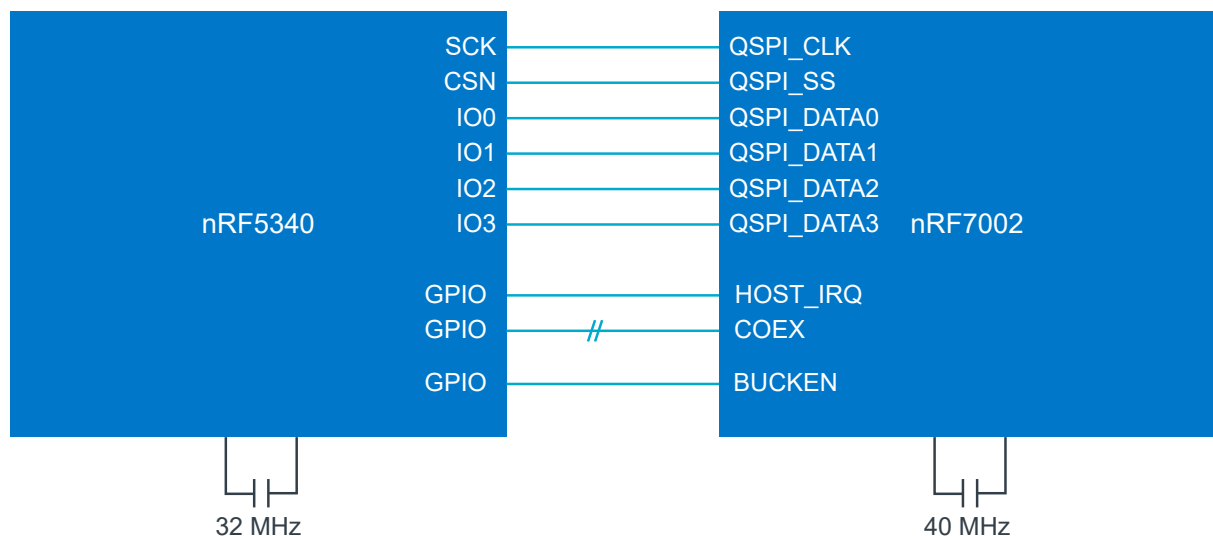 SCK QSPI_CLK
CSN QSPI_SS
IO0 QSPI_DATA0
IO1 QSPI_DATA1
IO2 QSPI_DATA2
nRF5340 IO3 QSPI_DATA3 nRF7002
GPIO HOST_IRQ
GPIO COEX
GPIO BUCKEN
32 MHz 40 MHz